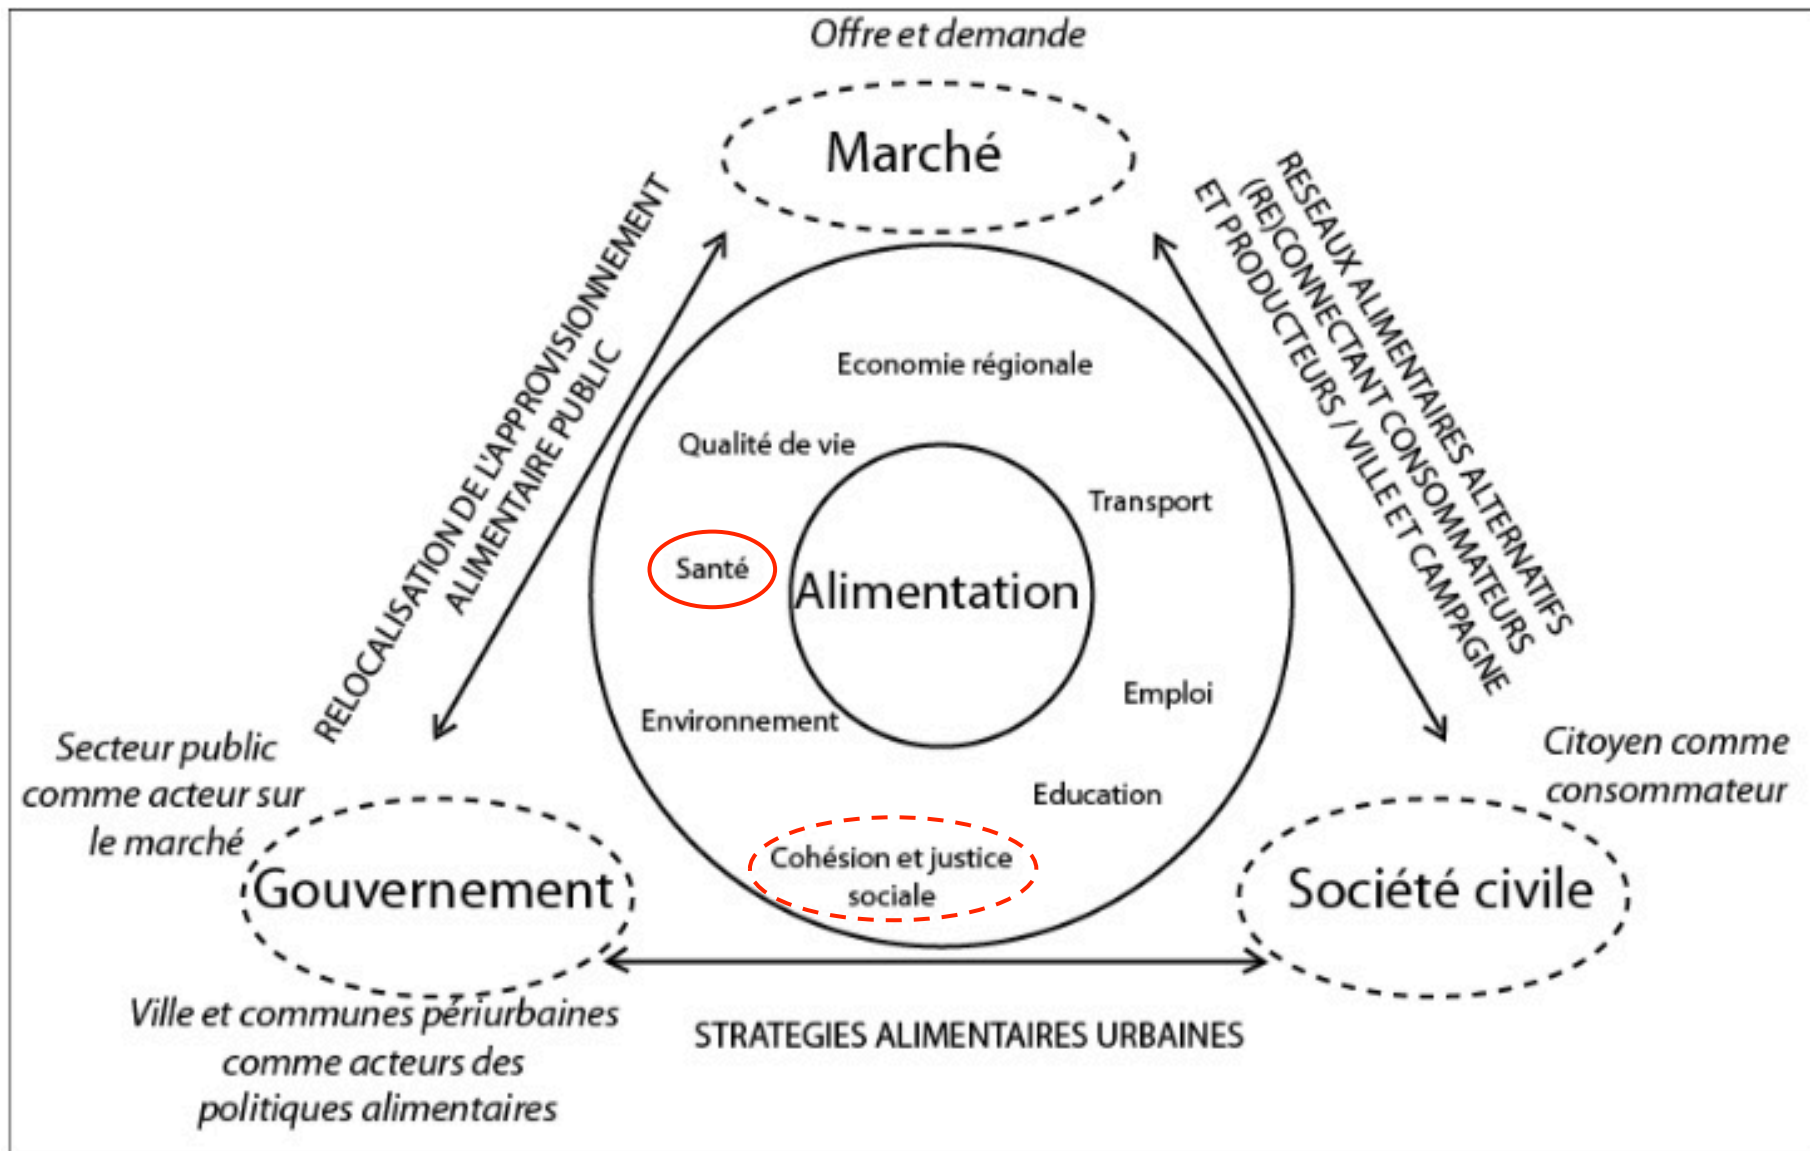 Offre et demande
Marché
RELOCALISATION DE L'APPROVISIONNEMENT
ALIMENTAIRE PUBLIC
RESEAUX ALIMENTAIRES ALTERNATIFS
(RE)CONNECTANT CONSOMMATEURS
ET PRODUCTEURS / VILLE ET CAMPAGNE
Economie régionale
Qualité de vie
Transport
Santé
Alimentation
Emploi
Environnement
Education
Cohésion et justice
sociale
Secteur public
comme acteur sur
le marché
Gouvernement
Ville et communes périurbaines
comme acteurs des
politiques alimentaires
Citoyen comme
consommateur
Société civile
STRATEGIES ALIMENTAIRES URBAINES